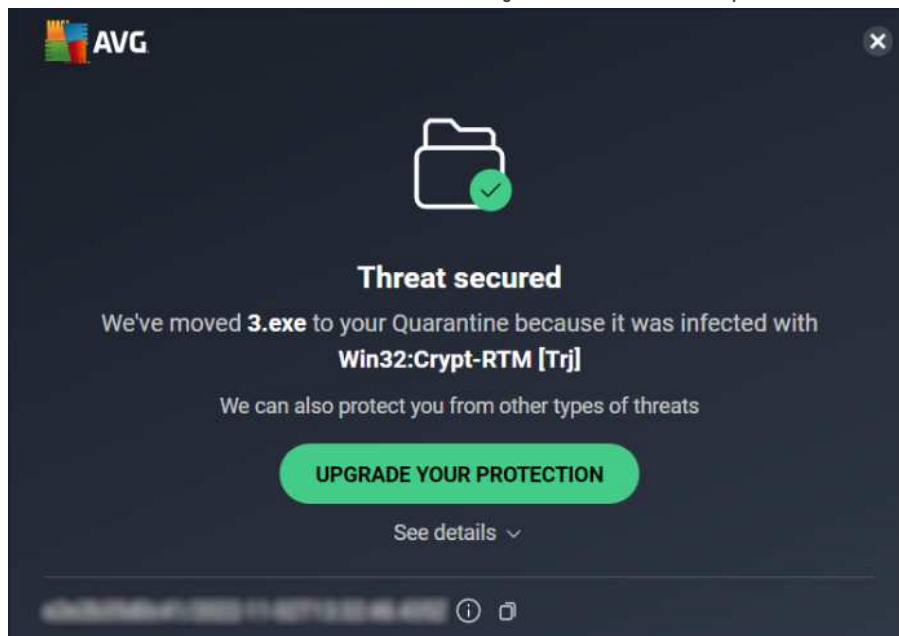 AVG
Threat secured
We've moved 3.exe to your Quarantine because it was infected with
Win32:Crypt-RTM [Trj]
We can also protect you from other types of threats
UPGRADE YOUR PROTECTION
See details